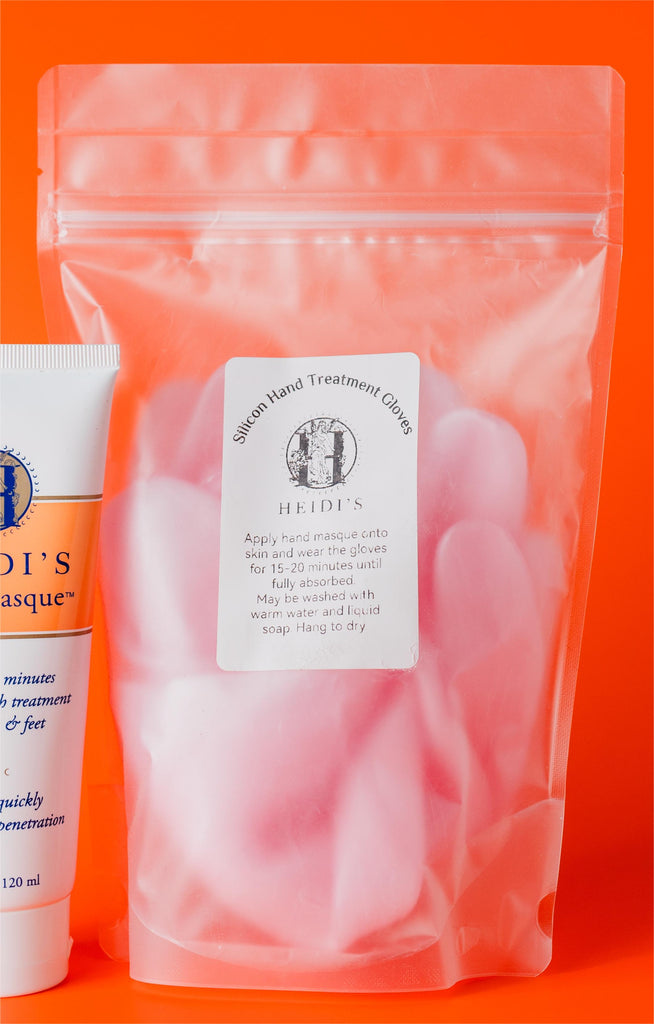 Silicon Hand Treatment Gloves
H
HEIDI'S
Apply hand masque onto
skin and wear the gloves
for 15-20 minutes until
fully absorbed.
May be washed with
warm water and liquid
soap. Hang to dry
H
DI'S
asque™
minutes
treatment
& feet
quickly
penetration
120 ml